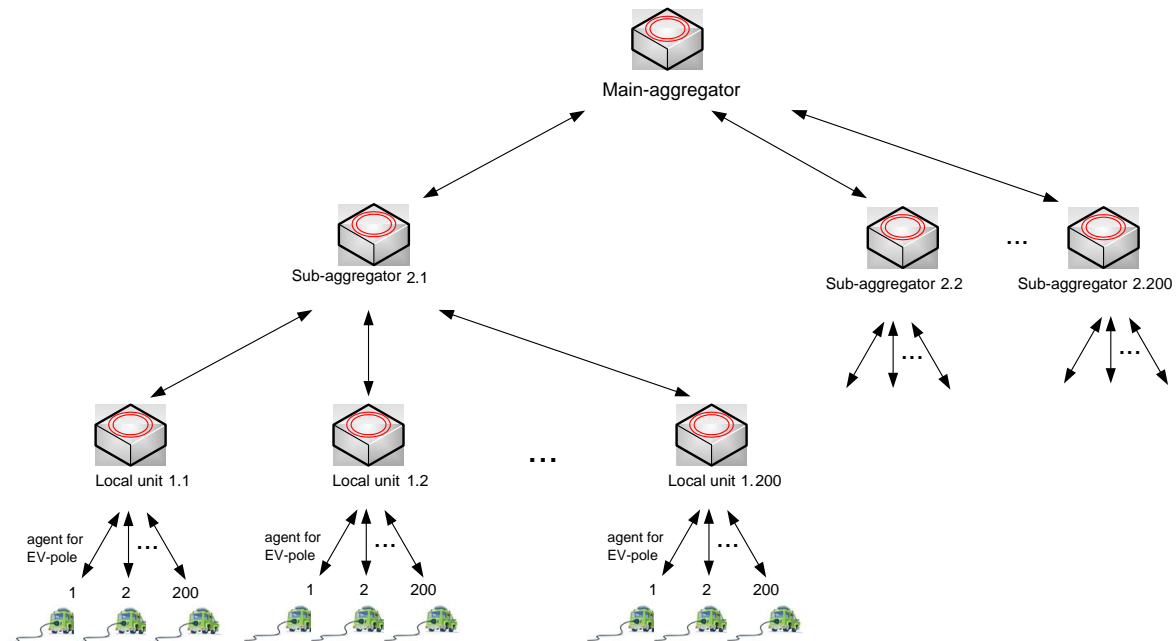 Main-aggregator
Sub-aggregator 2.1
Sub-aggregator 2.2
...
Sub-aggregator 2.200
...
...
Local unit 1.1
Local unit 1.2
...
Local unit 1.200
agent for
EV-pole
...
agent for
EV-pole
...
agent for
EV-pole
...
1 2 200
1 2 200
1 2 200